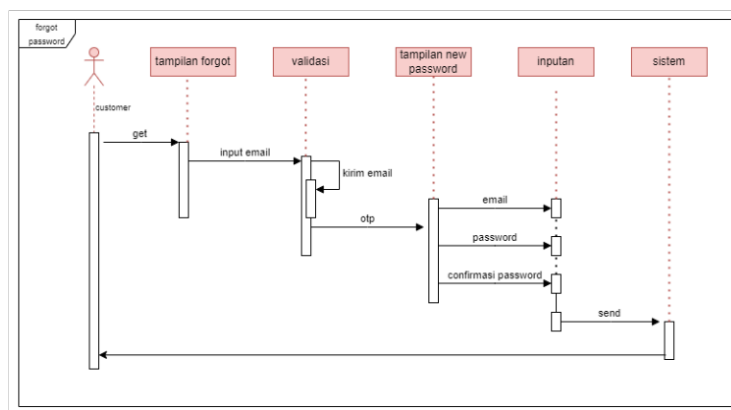 forgot
password
tampilan forgot
validasi
tampilan new
password
inputan
sistem
customer
get
input email
kirim email
email
otp
password
confirmasi password
send